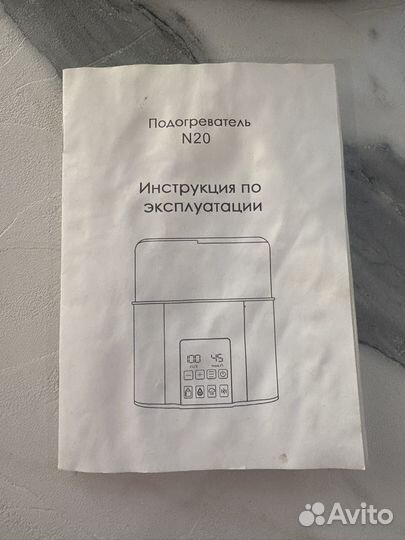 Подогреватель
N20
Инструкция по
эксплуатации
100 45
Avito